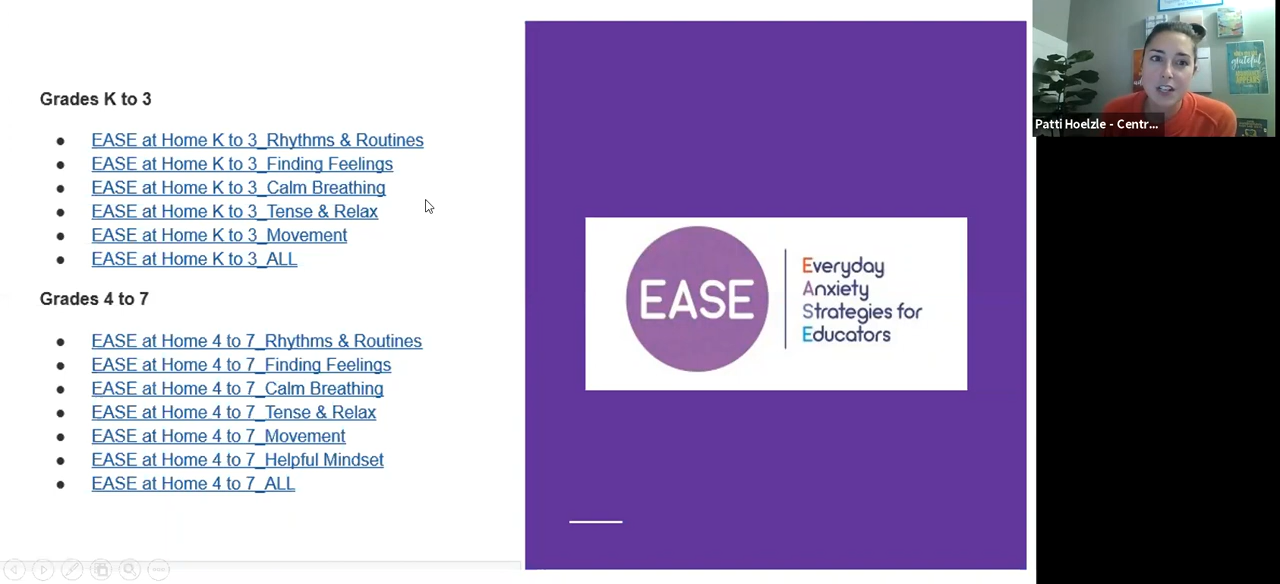 Grades K to 3
EASE at Home K to 3_Rhythms & Routines
EASE at Home K to 3_Finding Feelings
EASE at Home K to 3_Calm Breathing
EASE at Home K to 3_Tense & Relax
EASE at Home K to 3_Movement
EASE at Home K to 3_ALL
Grades 4 to 7
EASE at Home 4 to 7_Rhythms & Routines
EASE at Home 4 to 7_Finding Feelings
EASE at Home 4 to 7_Calm Breathing
EASE at Home 4 to 7_Tense & Relax
EASE at Home 4 to 7_Movement
EASE at Home 4 to 7_Helpful Mindset
EASE at Home 4 to 7_ALL
EASE
Everyday
Anxiety
Strategies for
Educators
grateful
Patti Hoelzle - Centr...